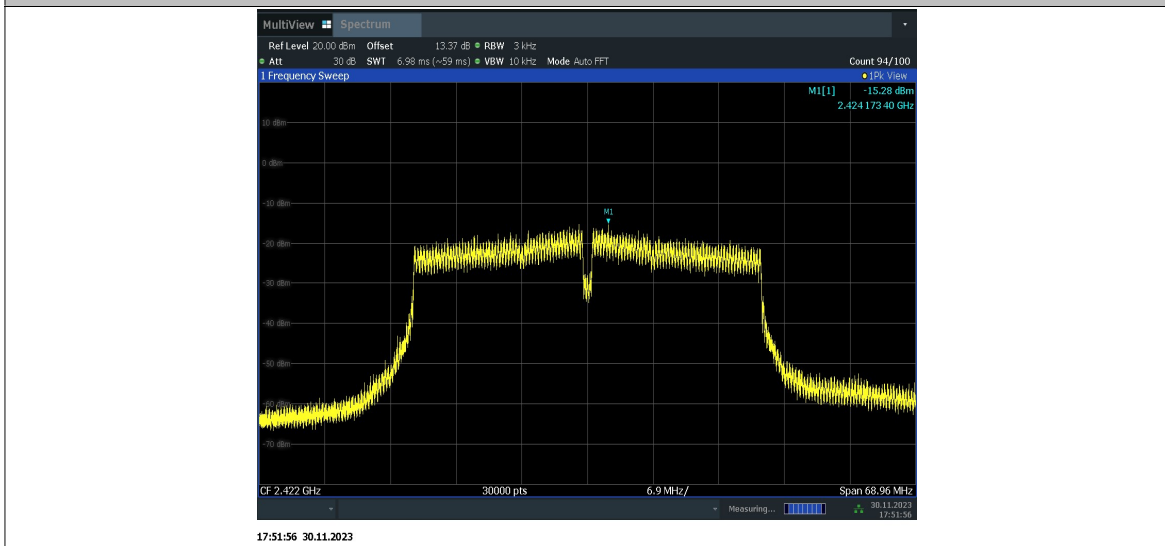 MultiView Spectrum
Ref Level 20.00 dBm Offset 13.37 dB RBW 3 kHz
Att 30 dB SWT 6.98 ms (~59 ms) VBW 10 kHz Mode Auto FFT Count 94/100
1 Frequency Sweep 1Pk View
M1[1] -15.28 dBm
2.424 173 40 GHz
10 dBm
0 dBm
-10 dBm
M1
-20 dBm
-30 dBm
-40 dBm
-50 dBm
-60 dBm
-70 dBm
CF 2.422 GHz 30000 pts 6.9 MHz/ Span 68.96 MHz
Measuring... 30.11.2023
17:51:56
17:51:56 30.11.2023